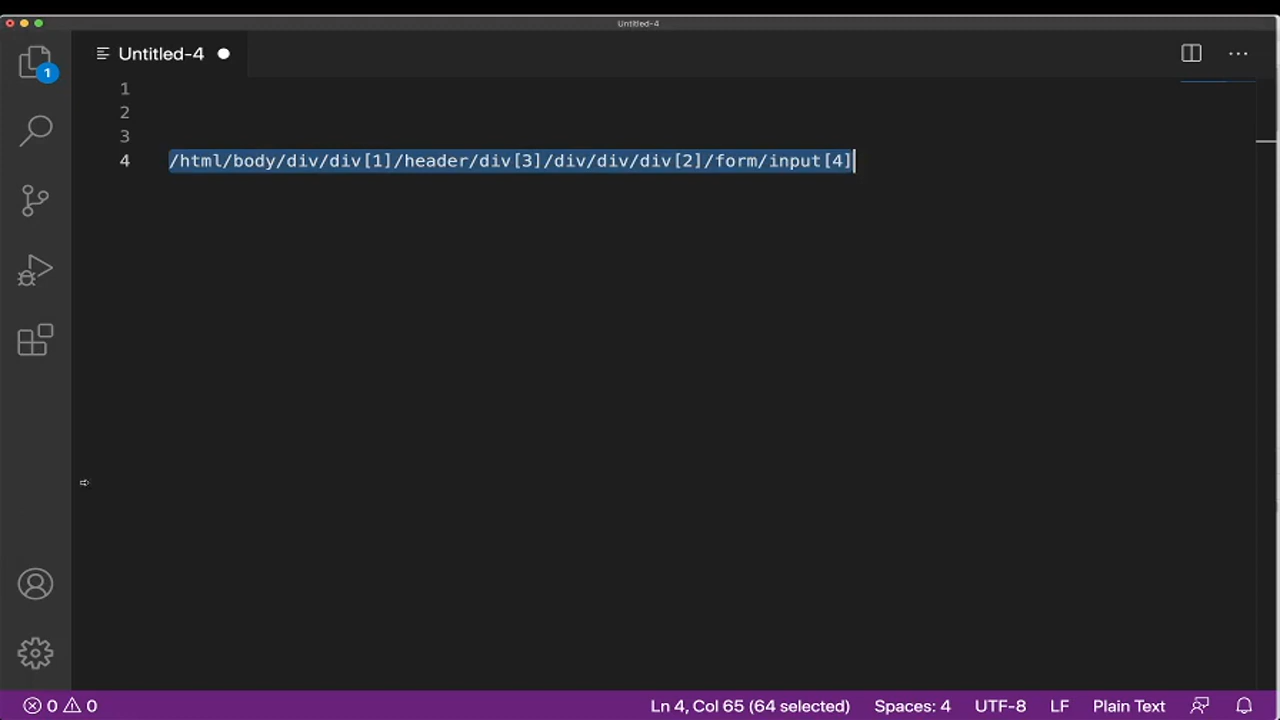 Untitled-4
1
Untitled-4
1
2
3
4 /html/body/div/div[1]/header/div[3]/div/div/div[2]/form/input[4]
0 0 Ln 4, Col 65 (64 selected) Spaces: 4 UTF-8 LF Plain Text